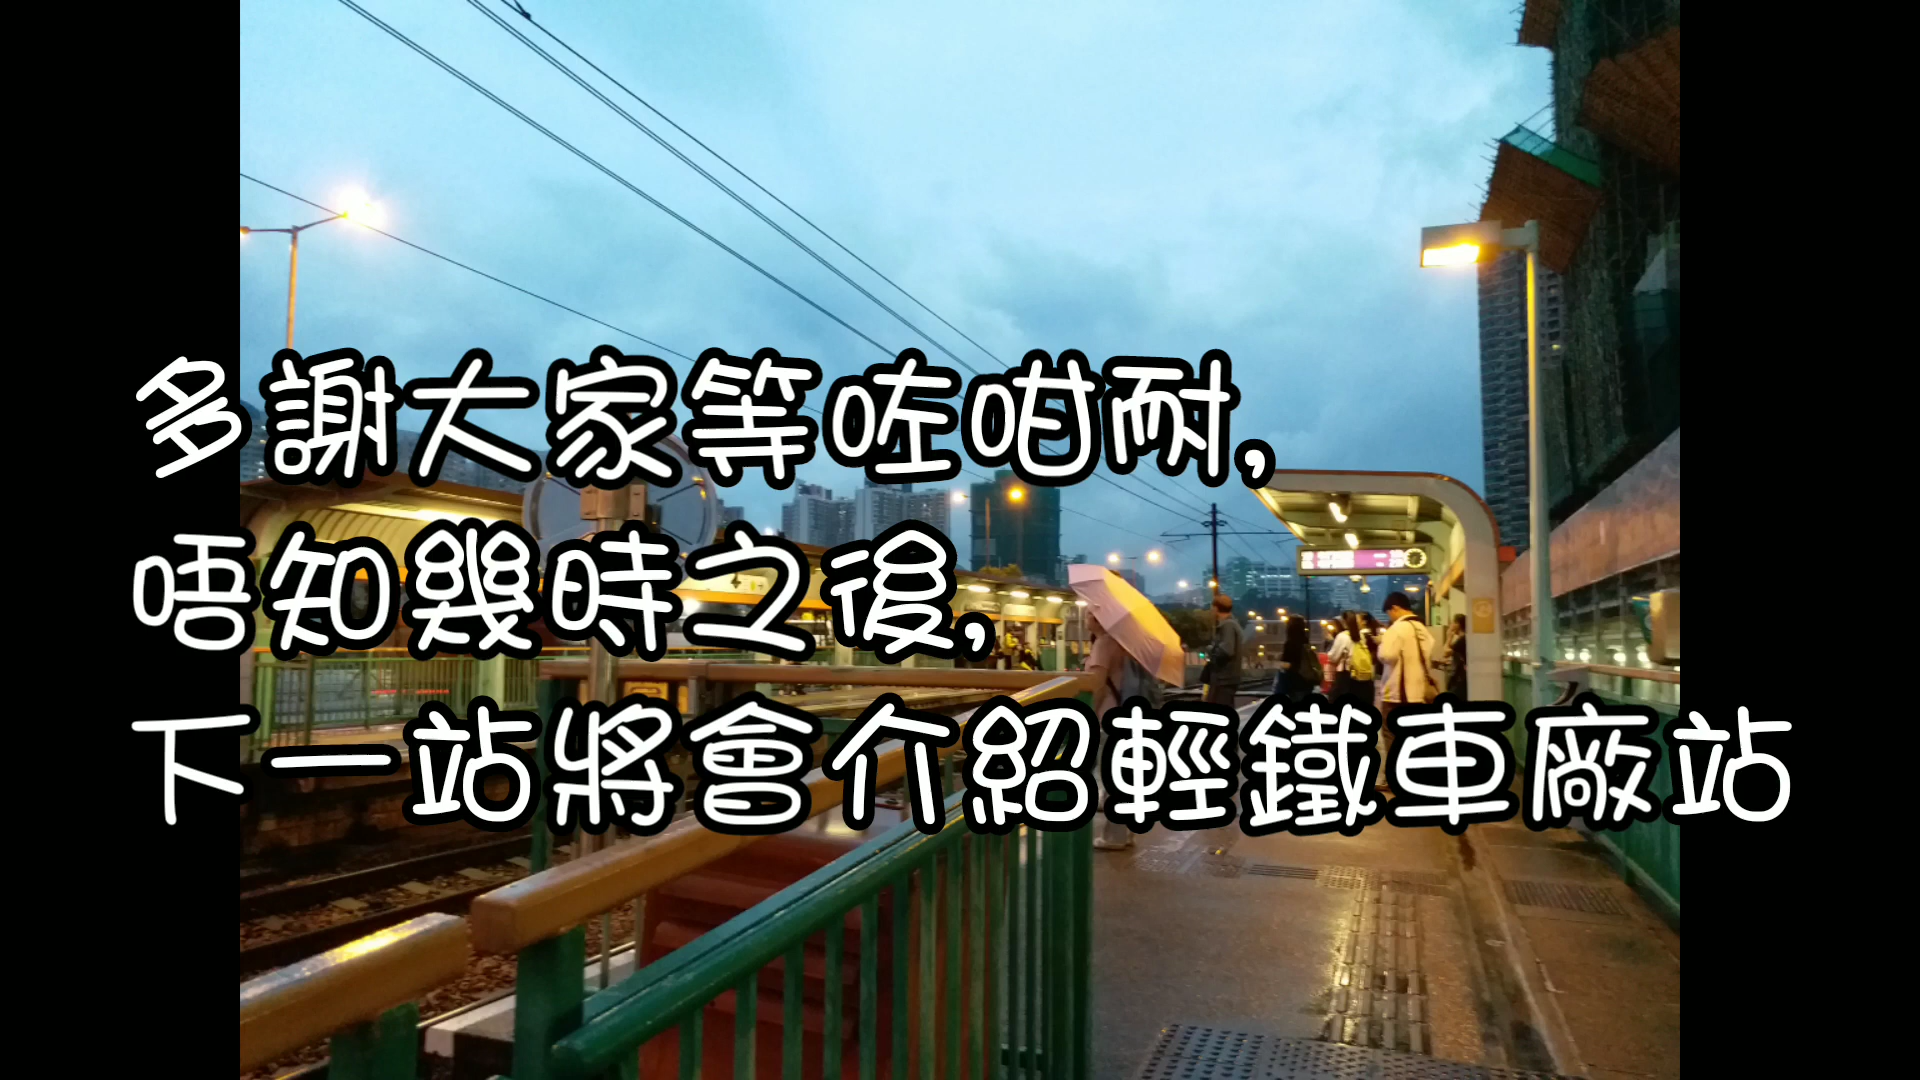 多謝大家等咗咁耐,
唔知幾時之後,
下一站將會介紹輕鐵車廠站